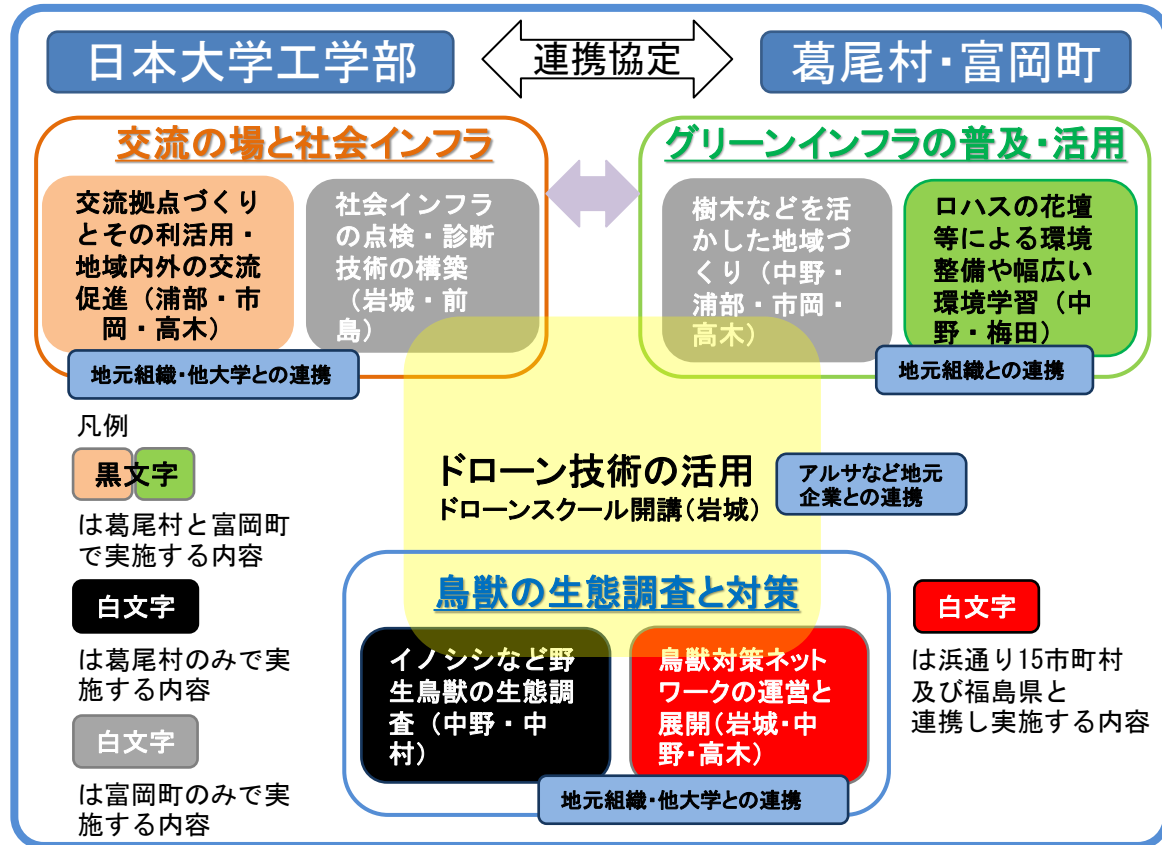 日本大学工学部
連携協定
葛尾村・富岡町
交流の場と社会インフラ
交流拠点づくり
とその利活用・
地域内外の交流
促進（浦部・市
岡・高木）
社会インフラ
の点検・診断
技術の構築
（岩城・前
島）
地元組織・他大学との連携
グリーンインフラの普及・活用
樹木などを活
かした地域づ
くり（中野・
浦部・市岡・
高木）
ロハスの花壇
等による環境
整備や幅広い
環境学習（中
野・梅田）
地元組織との連携
ドローン技術の活用
ドローンスクール開講（岩城）
アルサなど地元
企業との連携
鳥獣の生態調査と対策
イノシシなど野
生鳥獣の生態調
査（中野・中
村）
鳥獣対策ネット
ワークの運営と
展開（岩城・中
野・高木）
地元組織・他大学との連携
凡例
黒文字
は葛尾村と富岡町
で実施する内容
白文字
は葛尾村のみで実
施する内容
白文字
は富岡町のみで実
施する内容
白文字
は浜通り15市町村
及び福島県と
連携し実施する内容